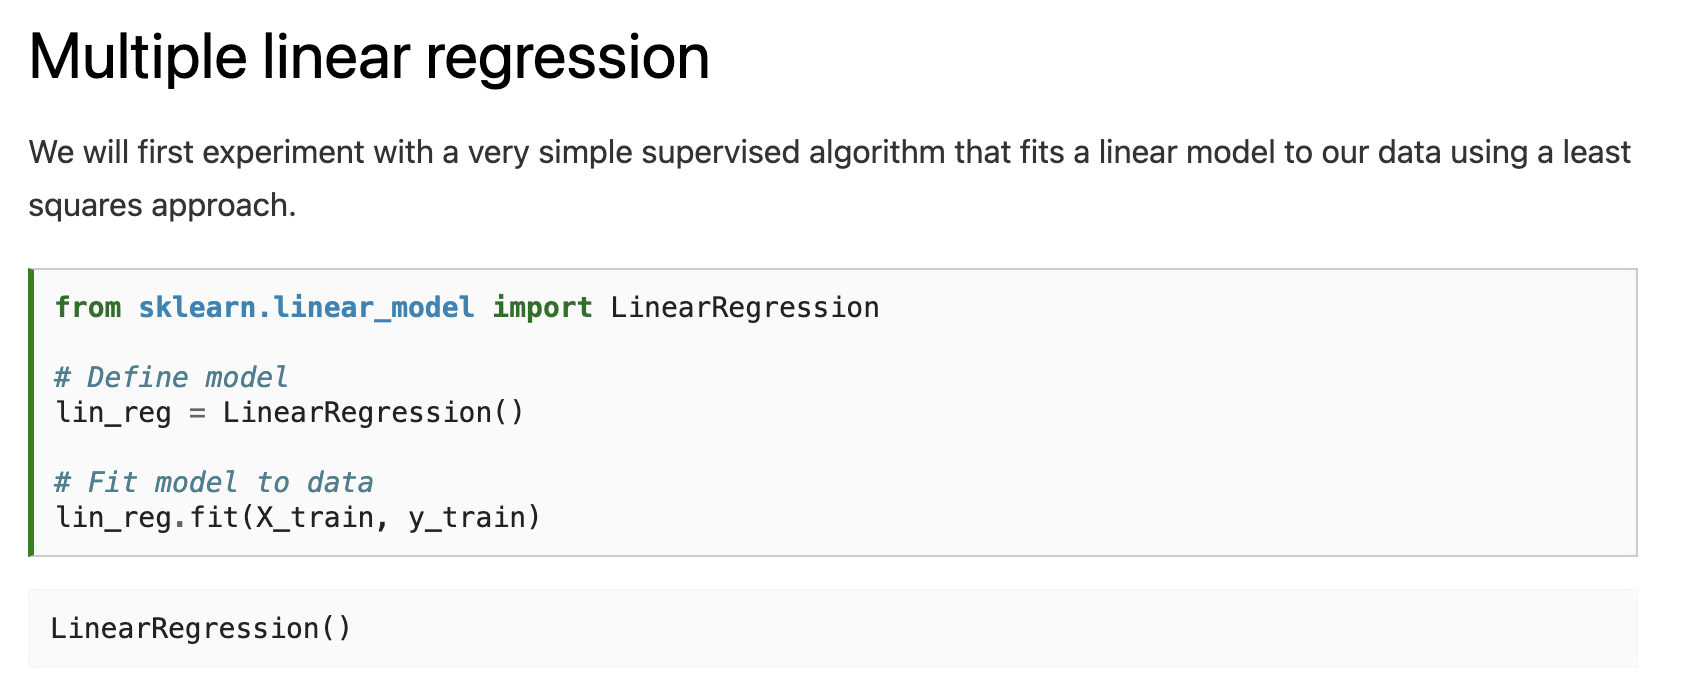 Multiple linear regression
We will first experiment with a very simple supervised algorithm that fits a linear model to our data using a least
squares approach.
from sklearn.linear_model import LinearRegression
# Define model
lin_reg = LinearRegression()
# Fit model to data
lin_reg.fit(X_train, y_train)
LinearRegression()